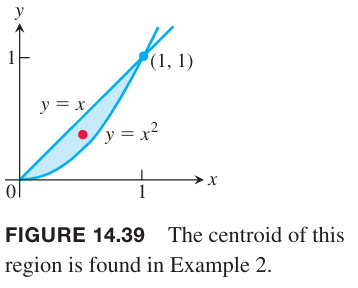 y
1
(1, 1)
y = x
y = x²
0
1
x
FIGURE 14.39 The centroid of this
region is found in Example 2.